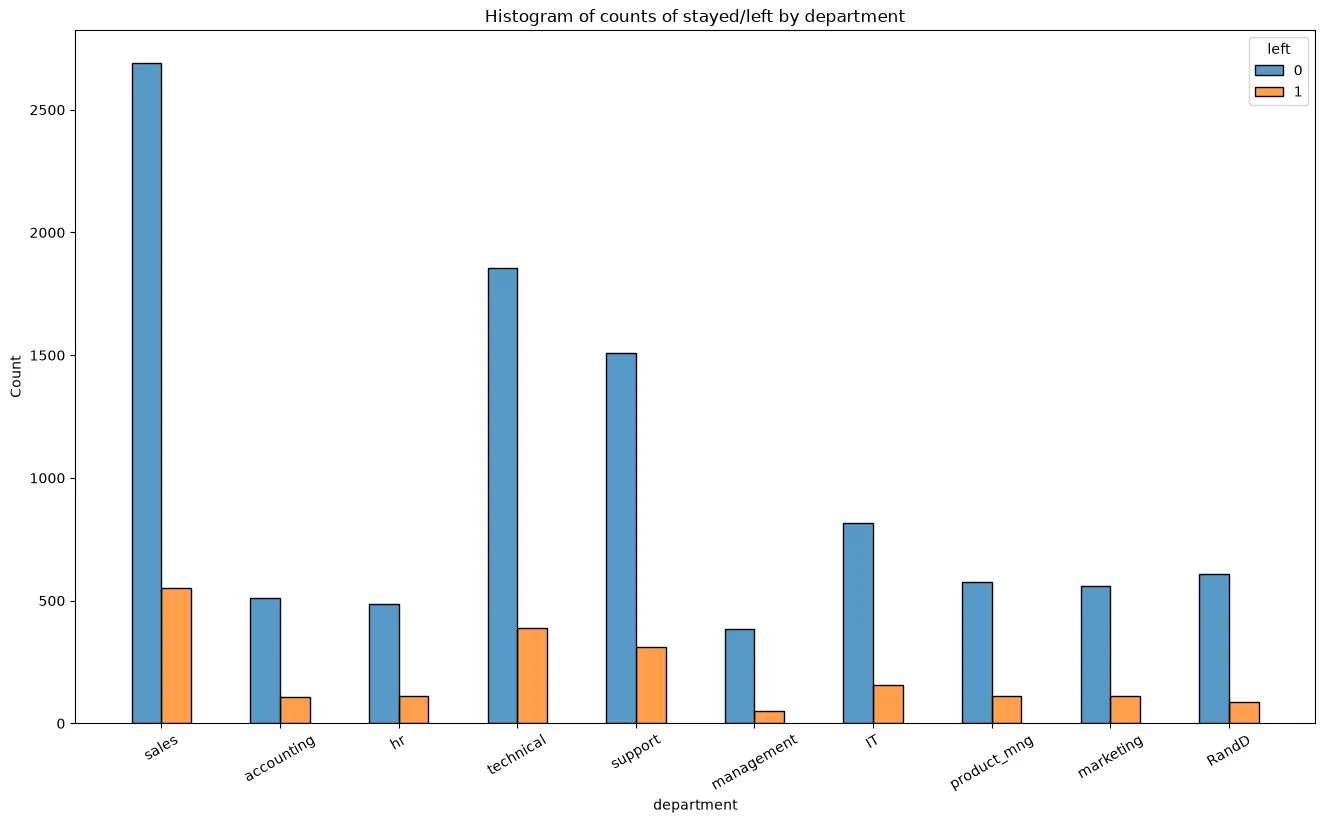 Histogram of counts of stayed/left by department
left
0
1
Count
2500
2000
1500
1000
500
0
sales
accounting
hr
technical
support
management
IT
product_mng
marketing
RandD
department